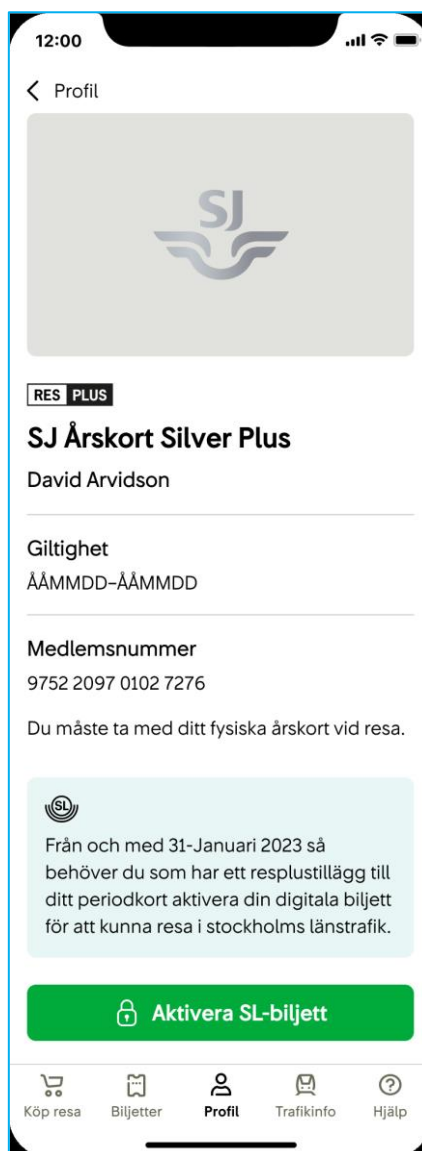 12:00
Profil
SJ
RES PLUS
SJ Årskort Silver Plus
David Arvidson
Giltighet
ÅÅMMDD–ÅÅMMDD
Medlemsnummer
9752 2097 0102 7276
Du måste ta med ditt fysiska årskort vid resa.
SL
Från och med 31-Januari 2023 så
behöver du som har ett resplustillägg till
ditt periodkort aktivera din digitala biljett
för att kunna resa i stockholms länstrafik.
Aktivera SL-biljett
Köp resa Biljetter Profil Trafikinfo Hjälp